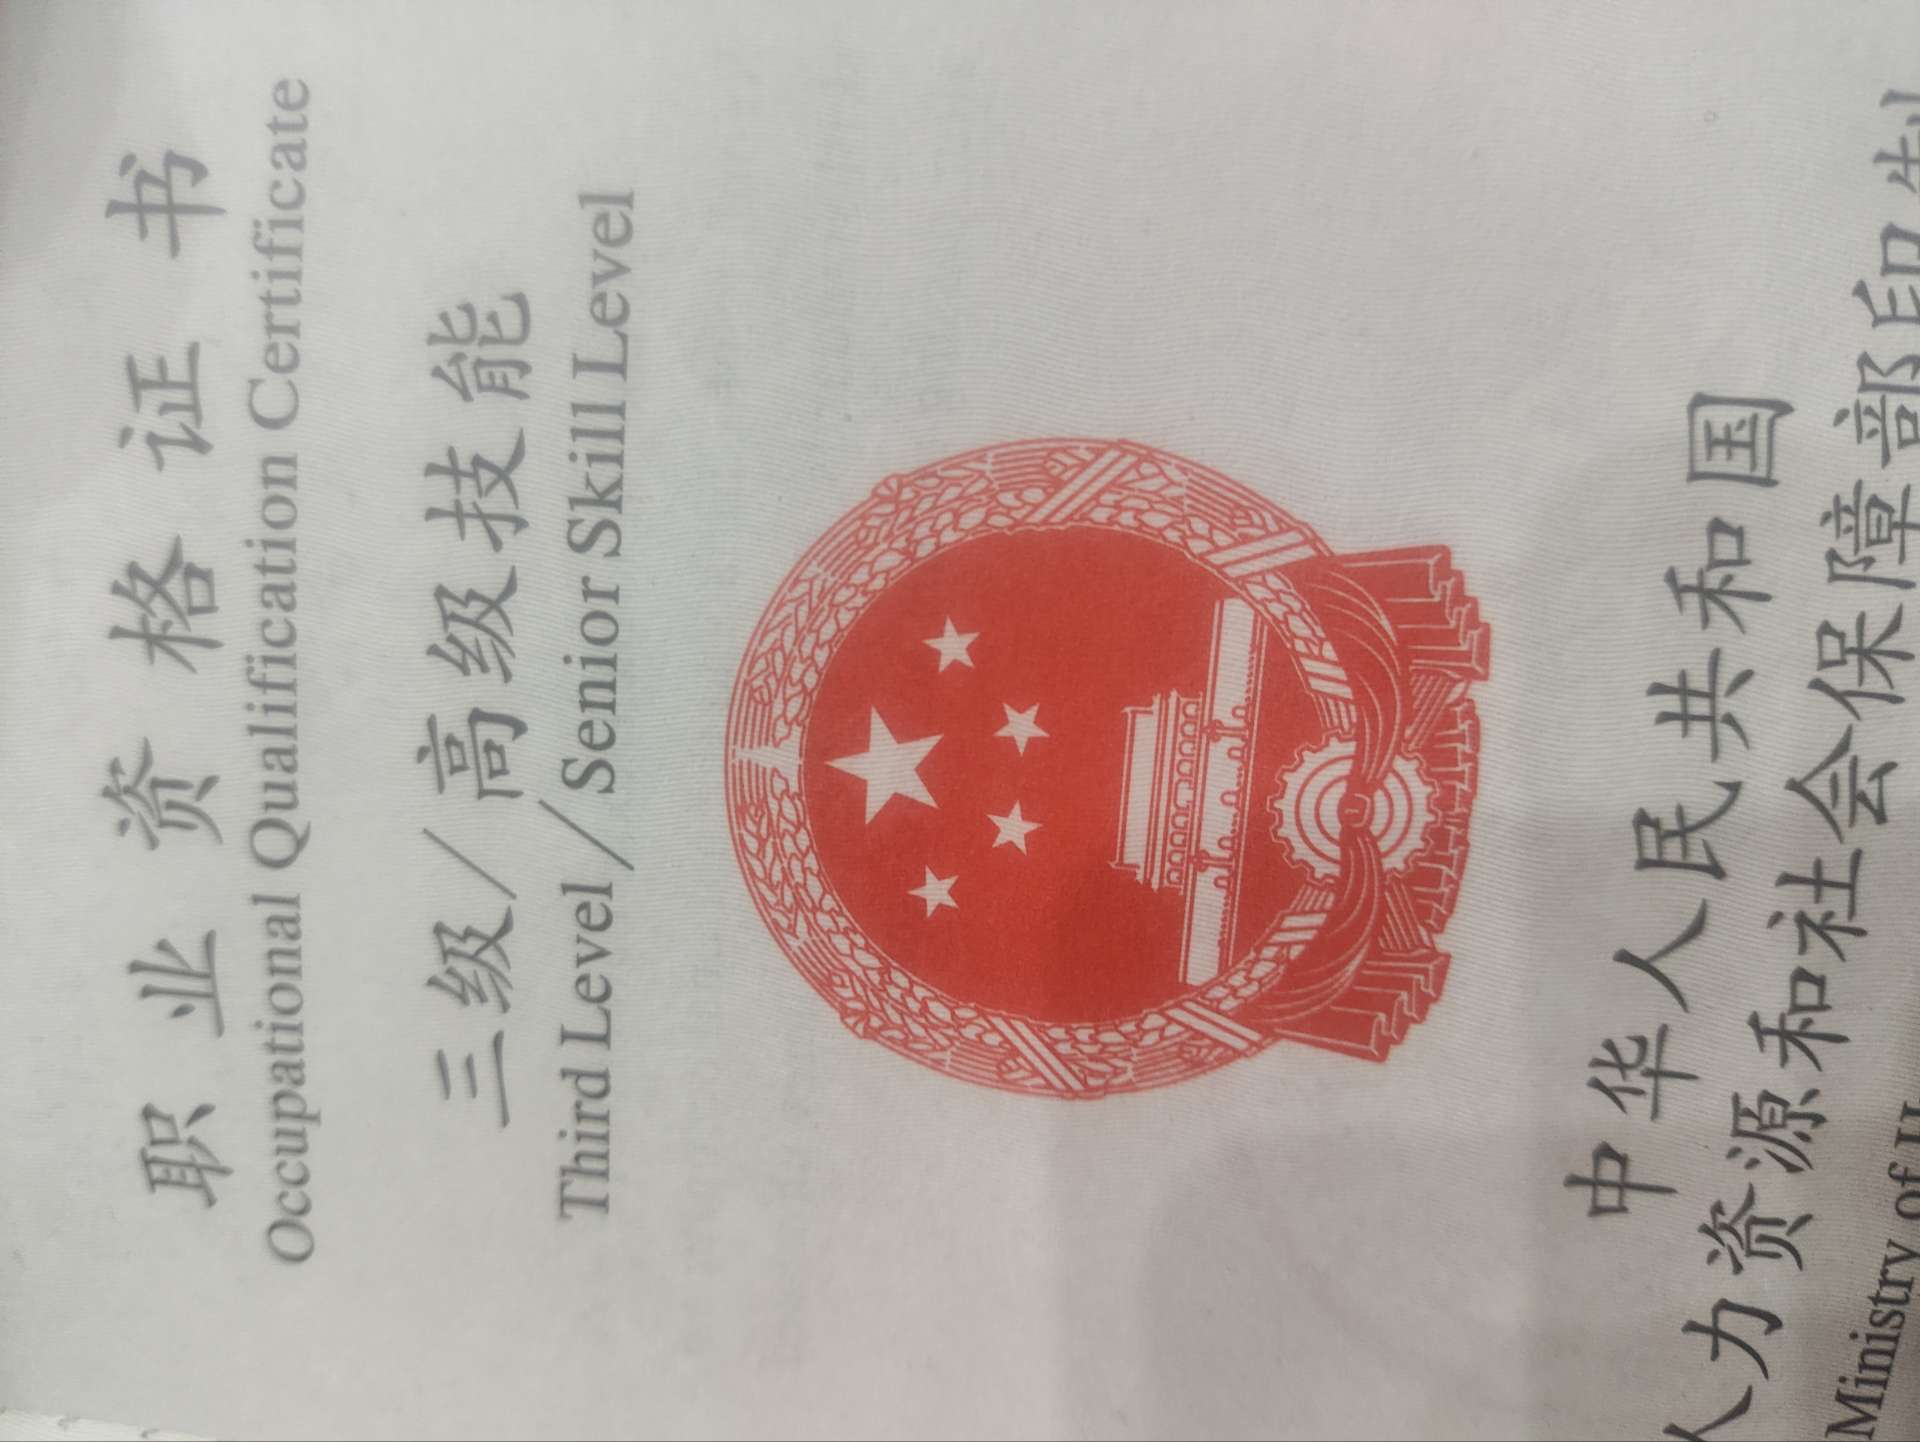 职业资格证书
Occupational Qualification Certificate
三级/高级技能
Third Level/Senior Skill Level
中华人民共和国
人力资源和社会保障部印制
Ministry of